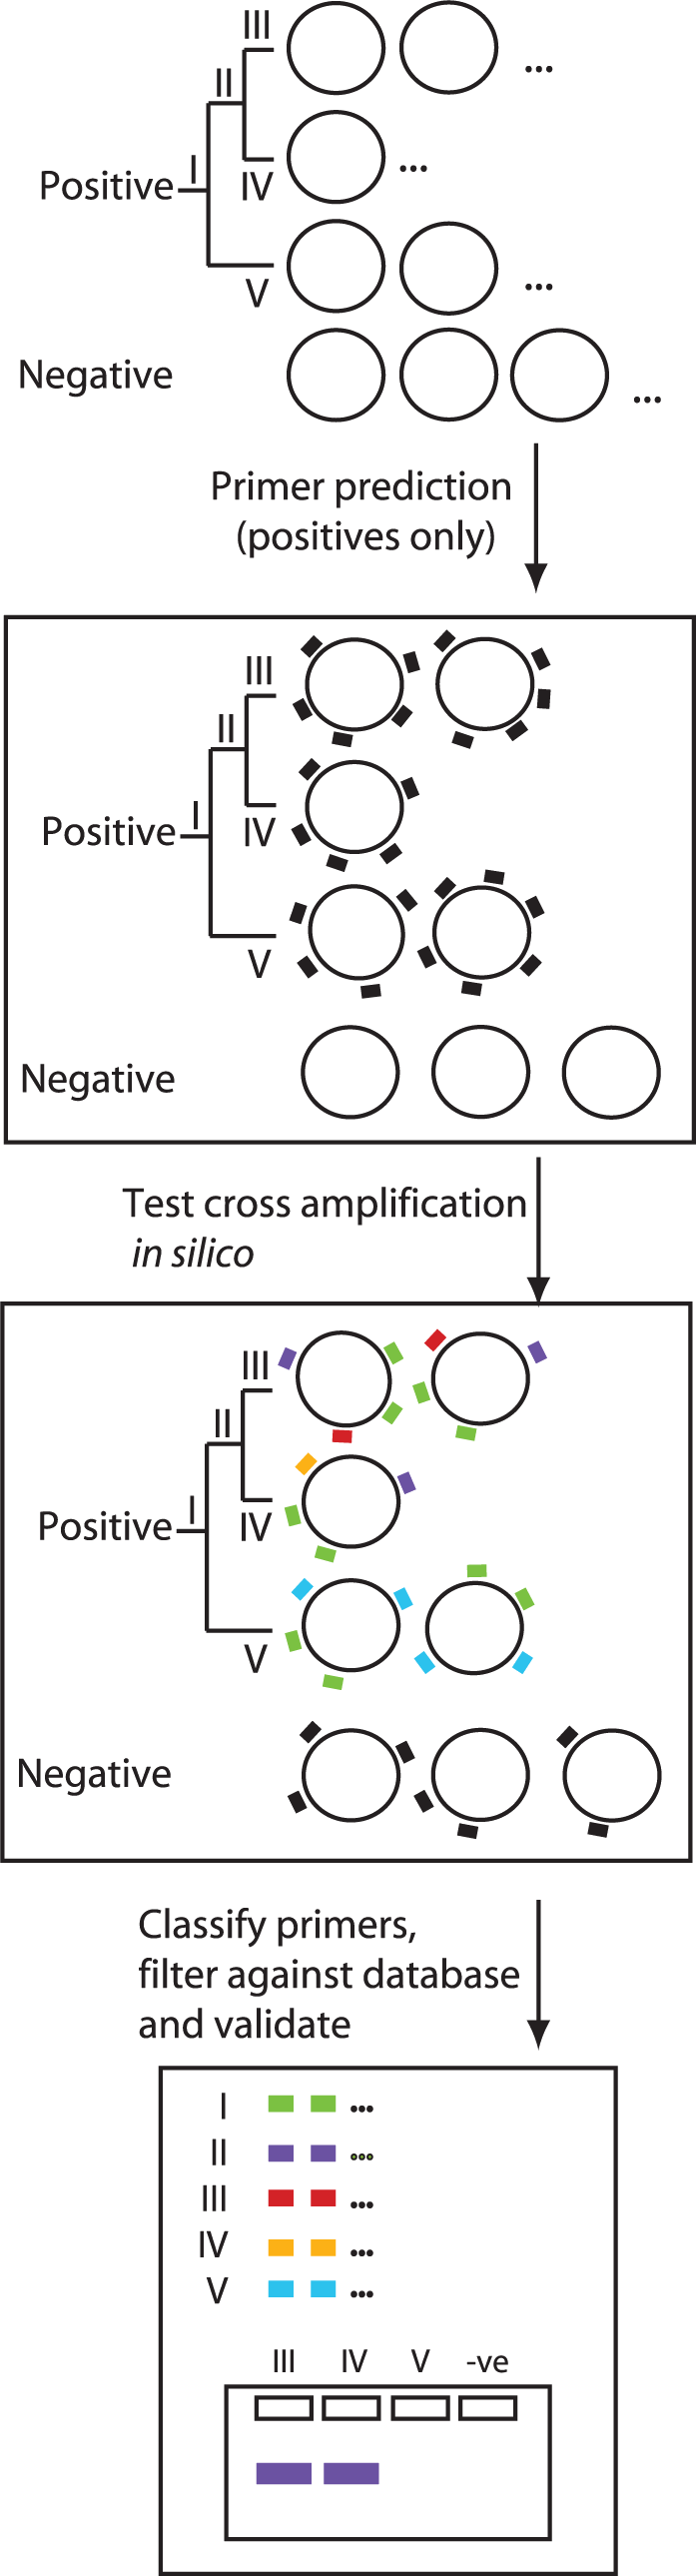 III
...
II
I
Positive
IV
...
V
...
Negative
...
Primer prediction
(positives only)
III
II
I
Positive
IV
V
Negative
Test cross amplification
in silico
III
II
I
Positive
IV
V
Negative
Classify primers,
filter against database
and validate
I ...
II ...
III ...
IV ...
V ...
III IV V -ve